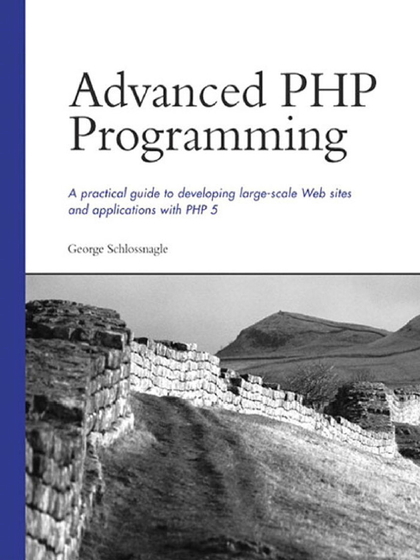 Advanced PHP
Programming
A practical guide to developing large-scale Web sites
and applications with PHP 5
George Schlossnagle